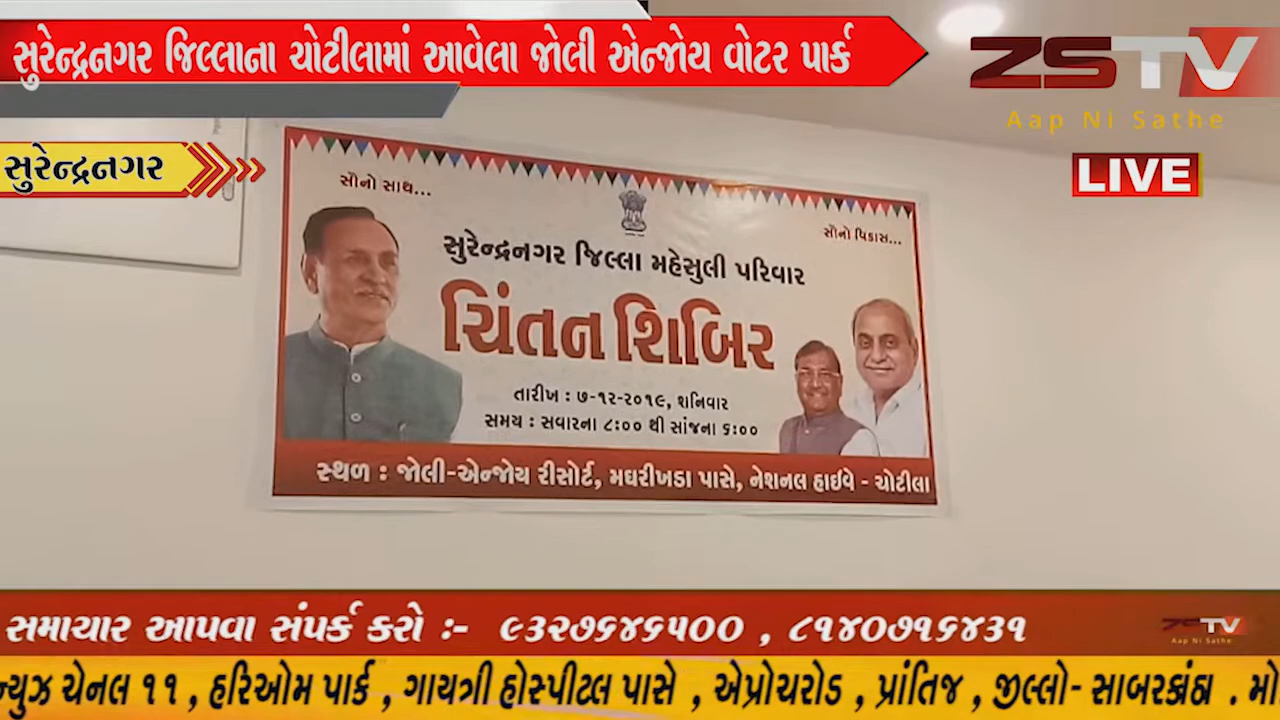 સુરેન્દ્રનગર જિલ્લાના ચોટીલામાં આવેલા જોલી એન્જોય વોટર પાર્ક
ZSTV
Aap Ni Sathe
LIVE
સુરેન્દ્રનગર
સૌનો સાથ...
સૌનો વિકાસ...
સુરેન્દ્રનગર જિલ્લા મહેસુલી પરિવાર
ચિંતન શિબિર
તારીખ : ૭-૧૨-૨૦૧૯, શનિવાર
સમય : સવારના ૮:૦૦ થી સાંજના ૬:૦૦
સ્થળ : જોલી-એન્જોય રીસોર્ટ, મઘરીખડા પાસે, નેશનલ હાઈવે - ચોટીલા
સમાચાર આપવા સંપર્ક કરો :- ૯૩૨૭૬૪૬૫૦૦ , ૮૧૪૦૭૧૬૪૩૧
ZSTV
Aap Ni Sathe
ન્યુઝ ચેનલ ૧૧ , હરિઓમ પાર્ક , ગાયત્રી હોસ્પીટલ પાસે , એપ્રોચરોડ , પ્રાંતિજ , જીલ્લો- સાબરકાંઠા . મો